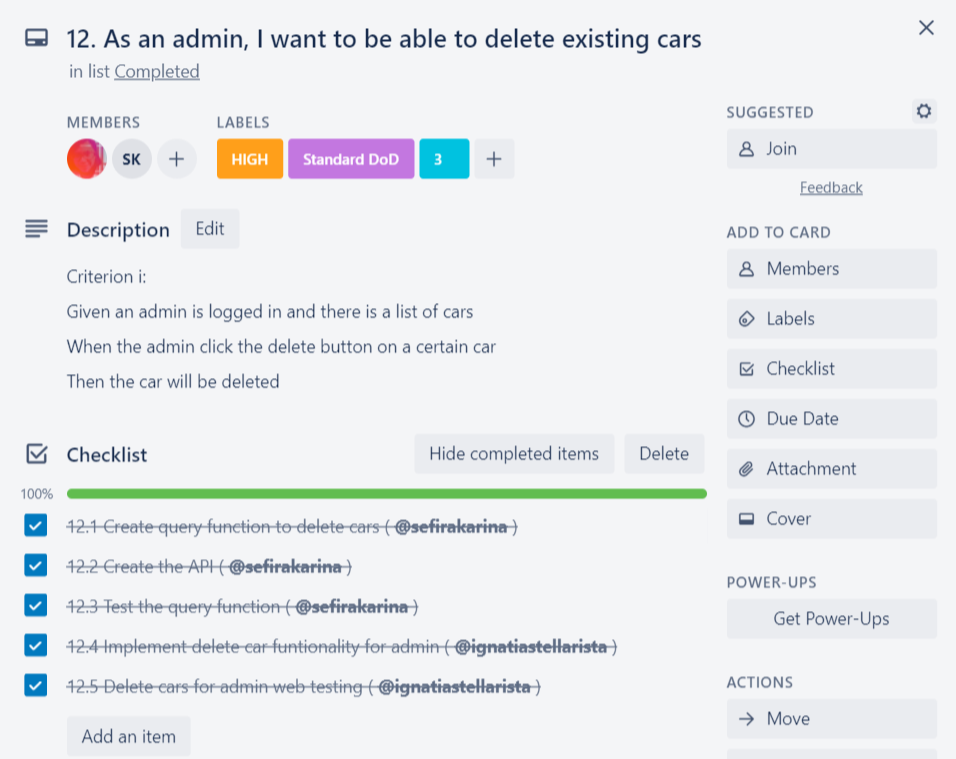 12. As an admin, I want to be able to delete existing cars
in list Completed
MEMBERS
LABELS
SK
HIGH
Standard DoD
3
Description
Edit
Criterion i:
Given an admin is logged in and there is a list of cars
When the admin click the delete button on a certain car
Then the car will be deleted
Checklist
Hide completed items
Delete
100%
12.1 Create query function to delete cars ( @sefirakarina )
12.2 Create the API ( @sefirakarina )
12.3 Test the query function ( @sefirakarina )
12.4 Implement delete car funtionality for admin ( @ignatiastellarista )
12.5 Delete cars for admin web testing ( @ignatiastellarista )
Add an item
SUGGESTED
Join
Feedback
ADD TO CARD
Members
Labels
Checklist
Due Date
Attachment
Cover
POWER-UPS
Get Power-Ups
ACTIONS
Move